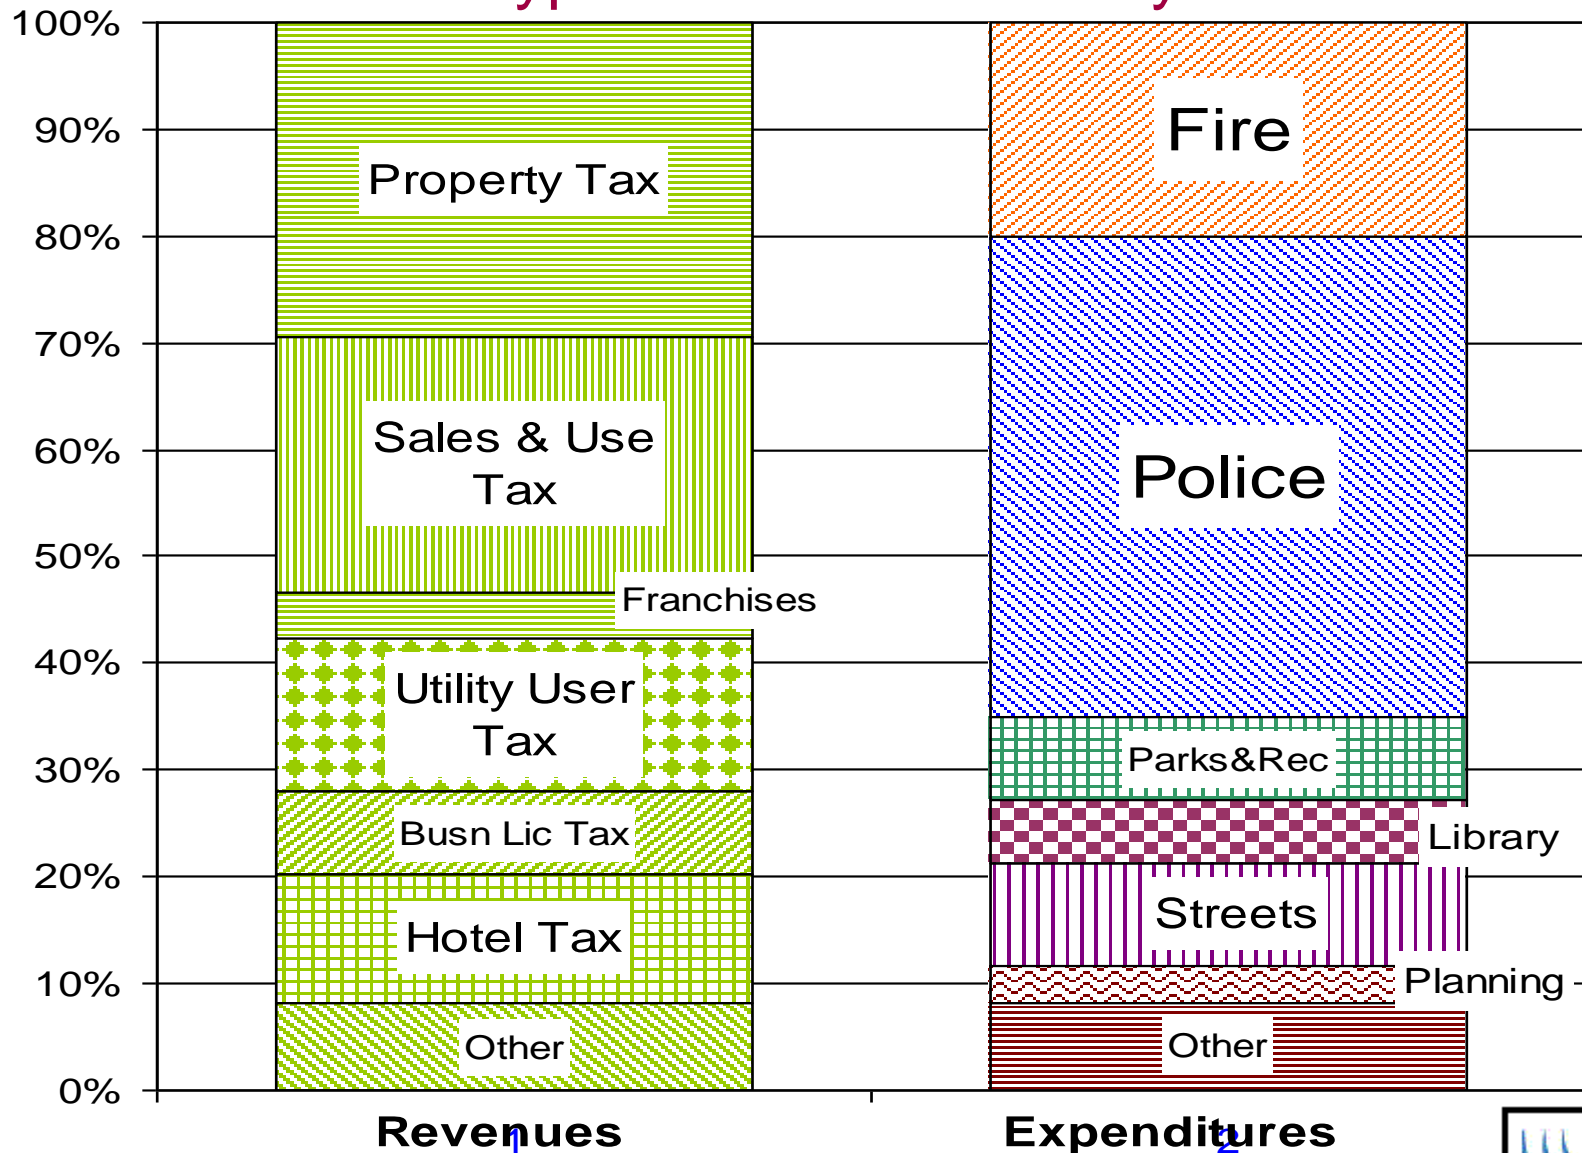 100%
90%
80%
70%
60%
50%
40%
30%
20%
10%
0%
Property Tax
Sales & Use
Tax
Franchises
Utility User
Tax
Busn Lic Tax
Hotel Tax
Other
Fire
Police
Parks&Rec
Library
Streets
Planning
Other
Revenues
1
Expenditures
2